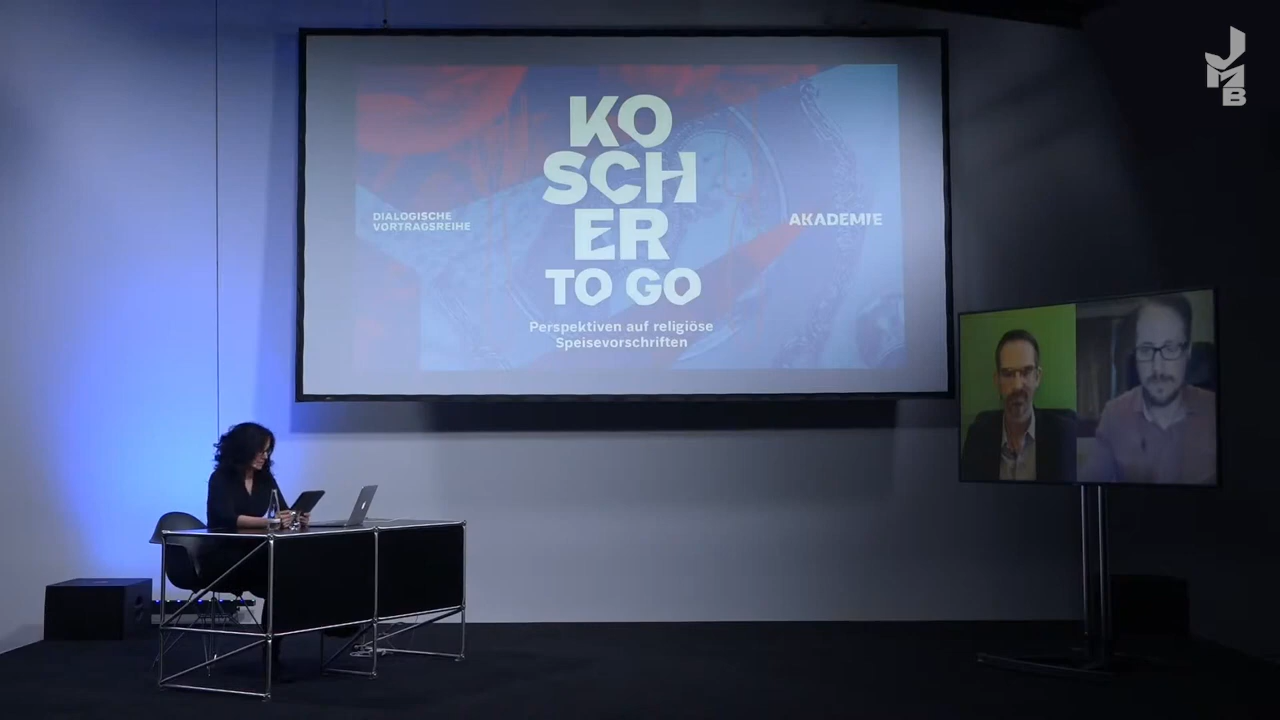 KO
SCH
ER
TO GO
DIALOGISCHE
VORTRAGSREIHE
AKADEMIE
Perspektiven auf religiöse
Speisevorschriften
JMB